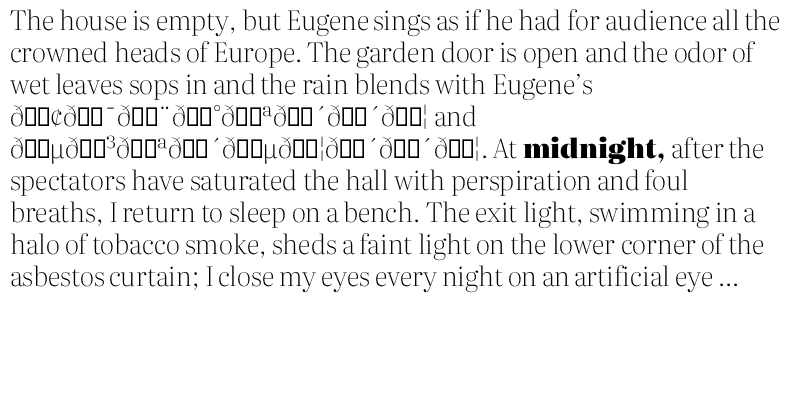 The house is empty, but Eugene sings as if he had for audience all the
crowned heads of Europe. The garden door is open and the odor of
wet leaves sops in and the rain blends with Eugene’s
and
. At midnight, after the
spectators have saturated the hall with perspiration and foul
breaths, I return to sleep on a bench. The exit light, swimming in a
halo of tobacco smoke, sheds a faint light on the lower corner of the
asbestos curtain; I close my eyes every night on an artificial eye ...